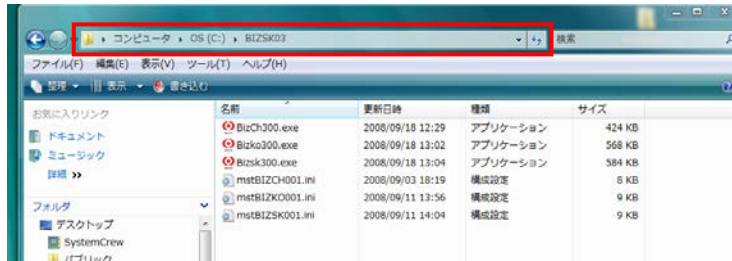 コンピュータ ▸ OS (C:) ▸ BIZSK03
検索
ファイル(F) 編集(E) 表示(V) ツール(T) ヘルプ(H)
整理 表示 書き込む
お気に入りリンク
ドキュメント
ミュージック
詳細 >>
フォルダ
デスクトップ
SystemCrew
パブリック
名前 更新日時 種類 サイズ
BizCh300.exe 2008/09/18 12:29 アプリケーション 424 KB
Bizko300.exe 2008/09/18 13:02 アプリケーション 568 KB
Bizsk300.exe 2008/09/18 13:04 アプリケーション 584 KB
mstBIZCH001.ini 2008/09/03 18:19 構成設定 8 KB
mstBIZKO001.ini 2008/09/11 13:56 構成設定 9 KB
mstBIZSK001.ini 2008/09/11 14:04 構成設定 9 KB